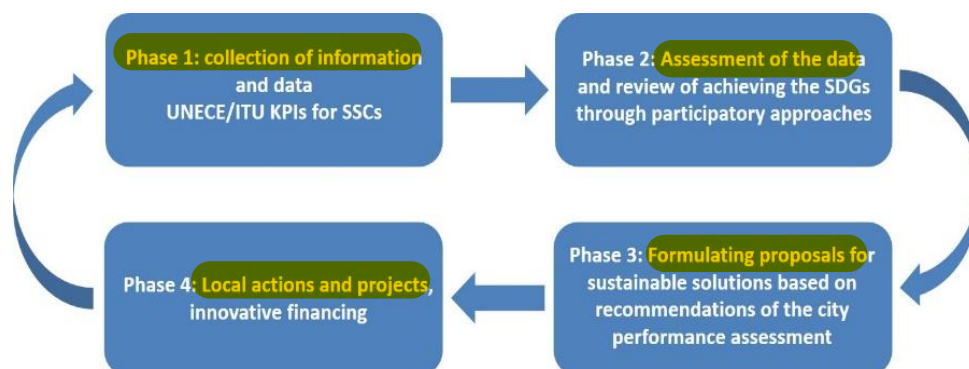 Phase 1: collection of information
and data
UNECE/ITU KPIs for SSCs
Phase 2: Assessment of the data
and review of achieving the SDGs
through participatory approaches
Phase 3: Formulating proposals for
sustainable solutions based on
recommendations of the city
performance assessment
Phase 4: Local actions and projects,
innovative financing